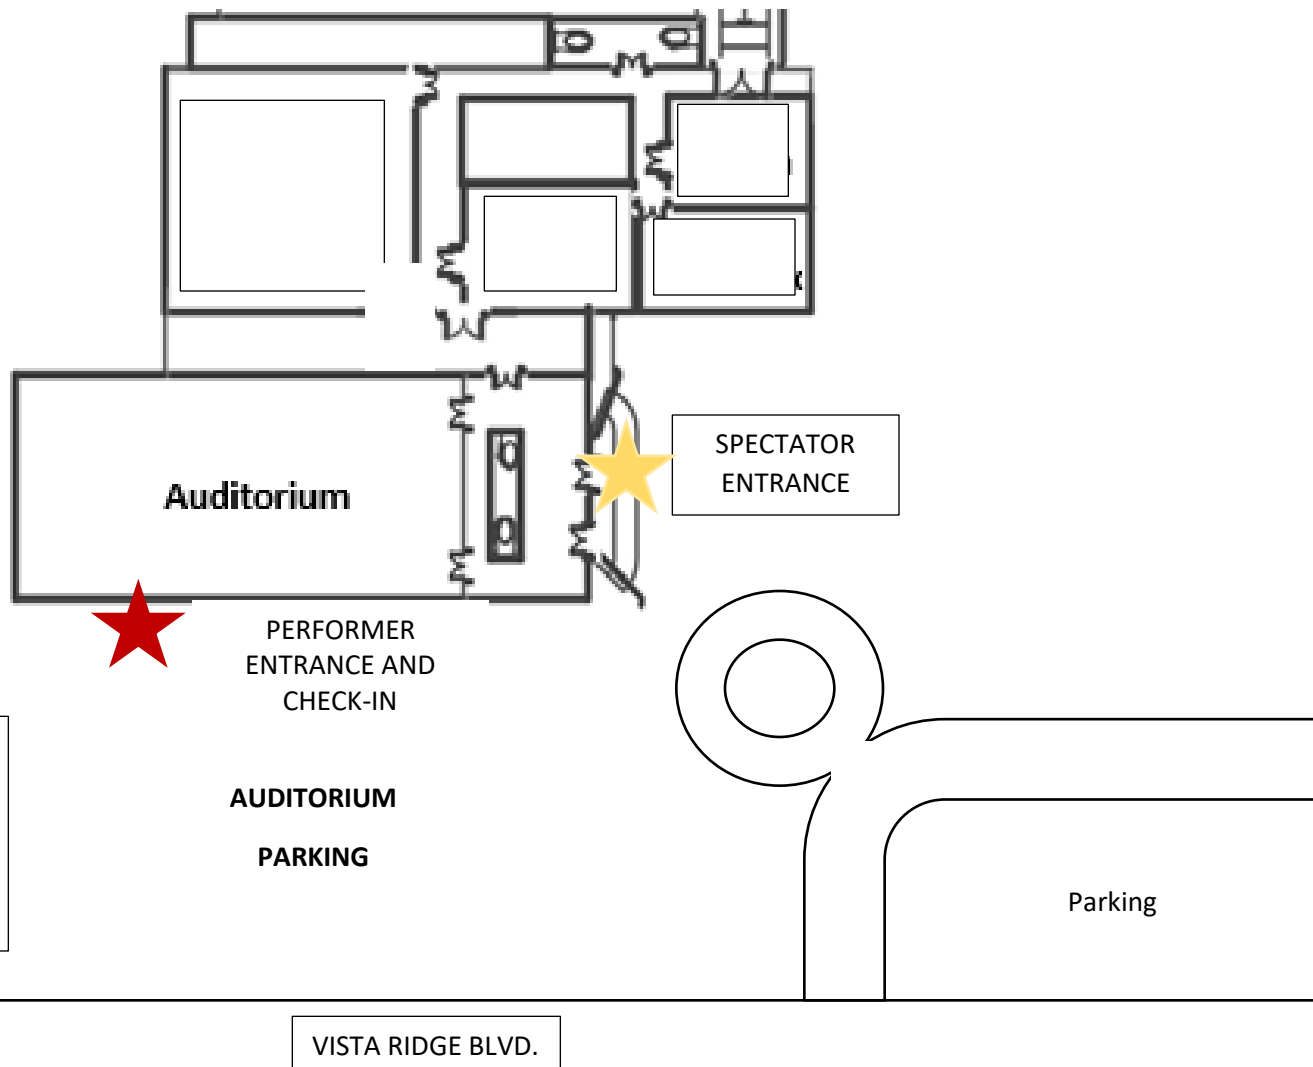 SPECTATOR
ENTRANCE
Auditorium
PERFORMER
ENTRANCE AND
CHECK-IN
AUDITORIUM
PARKING
Parking
VISTA RIDGE BLVD.